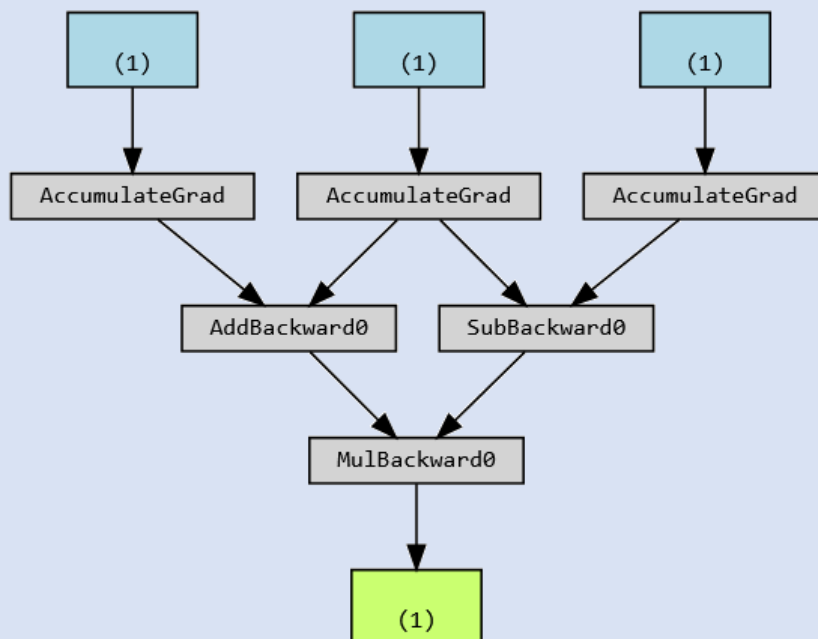 (1) (1) (1)
AccumulateGrad AccumulateGrad AccumulateGrad
AddBackward0 SubBackward0
MulBackward0
(1)